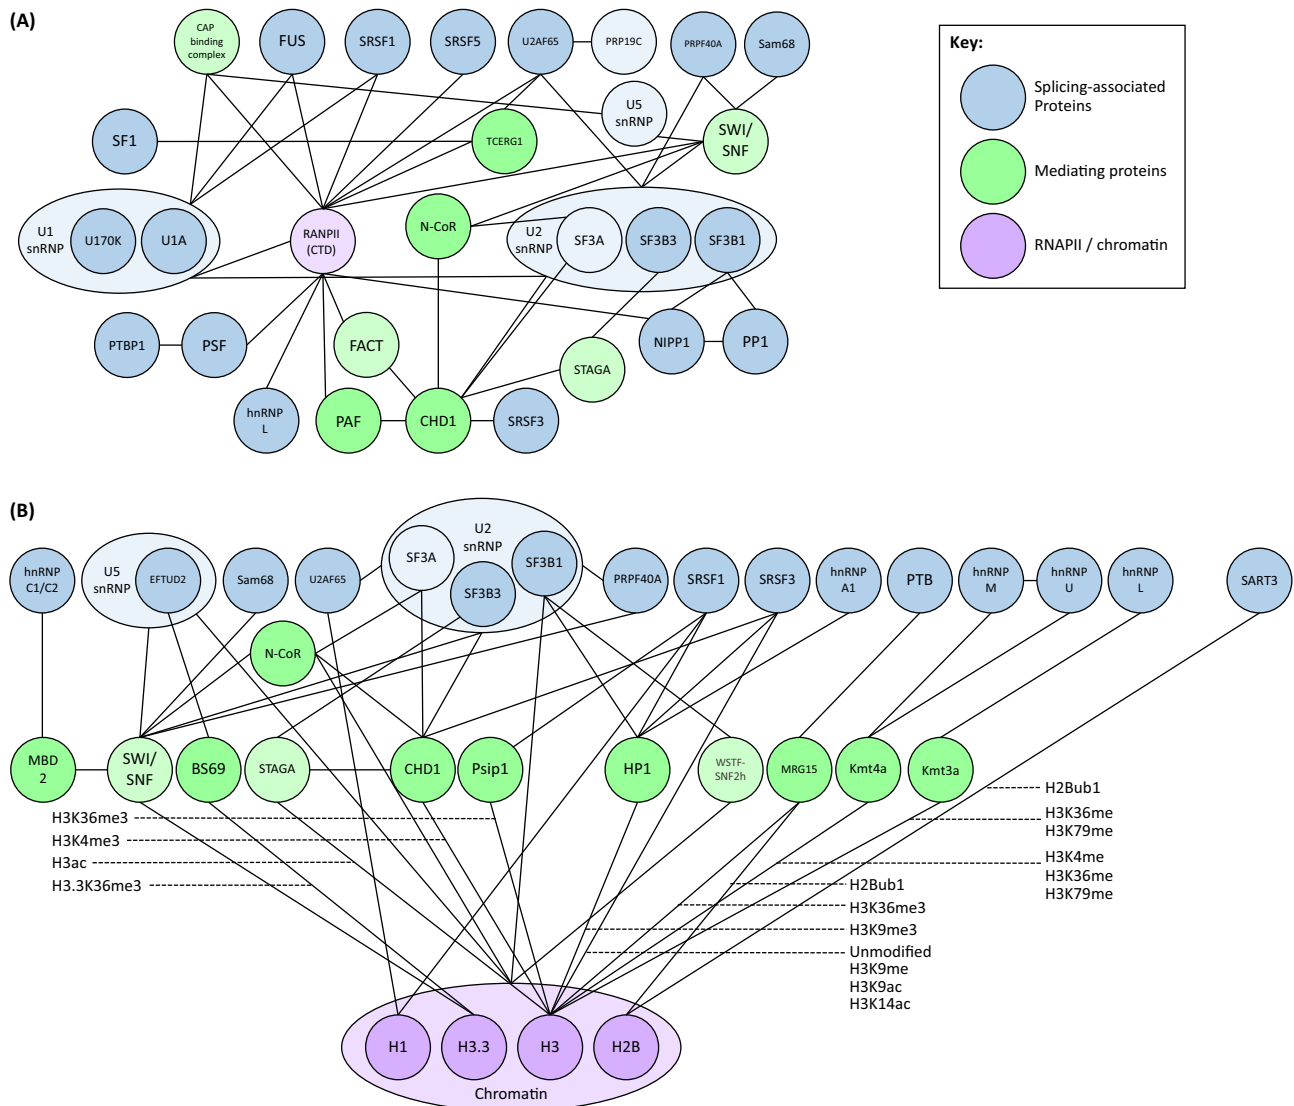 (A)
CAP
binding
complex
FUS
SRSF1
SRSF5
U2AF65
PRP19C
PRPF40A
Sam68
Key:
Splicing-associated
Proteins
Mediating proteins
RNAPII / chromatin
SF1
TCERG1
U5
snRNP
SWI/
SNF
U1
snRNP
U170K
U1A
RANPII
(CTD)
N-CoR
U2
snRNP
SF3A
SF3B3
SF3B1
PTBP1
PSF
FACT
STAGA
NIPP1
PP1
hnRNP
L
PAF
CHD1
SRSF3
(B)
hnRNP
C1/C2
U5
snRNP
EFTUD2
Sam68
U2AF65
SF3A
U2
snRNP
SF3B3
SF3B1
PRPF40A
SRSF1
SRSF3
hnRNP
A1
PTB
hnRNP
M
hnRNP
U
hnRNP
L
SART3
N-CoR
MBD
2
SWI/
SNF
BS69
STAGA
CHD1
Psip1
HP1
WSTF-
SNF2h
MRG15
Kmt4a
Kmt3a
H3K36me3
H3K4me3
H3ac
H3.3K36me3
H2Bub1
H3K36me
H3K79me
H3K4me
H3K36me
H3K79me
H2Bub1
H3K36me3
H3K9me3
Unmodified
H3K9me
H3K9ac
H3K14ac
H1
H3.3
H3
H2B
Chromatin